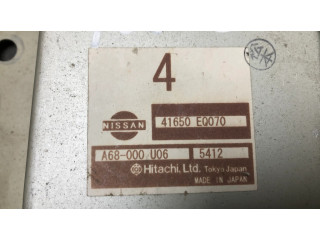 4
NISSAN
41650 EQ070
A68-000 U06 5412
Hitachi, Ltd. Tokyo Japan
MADE IN JAPAN